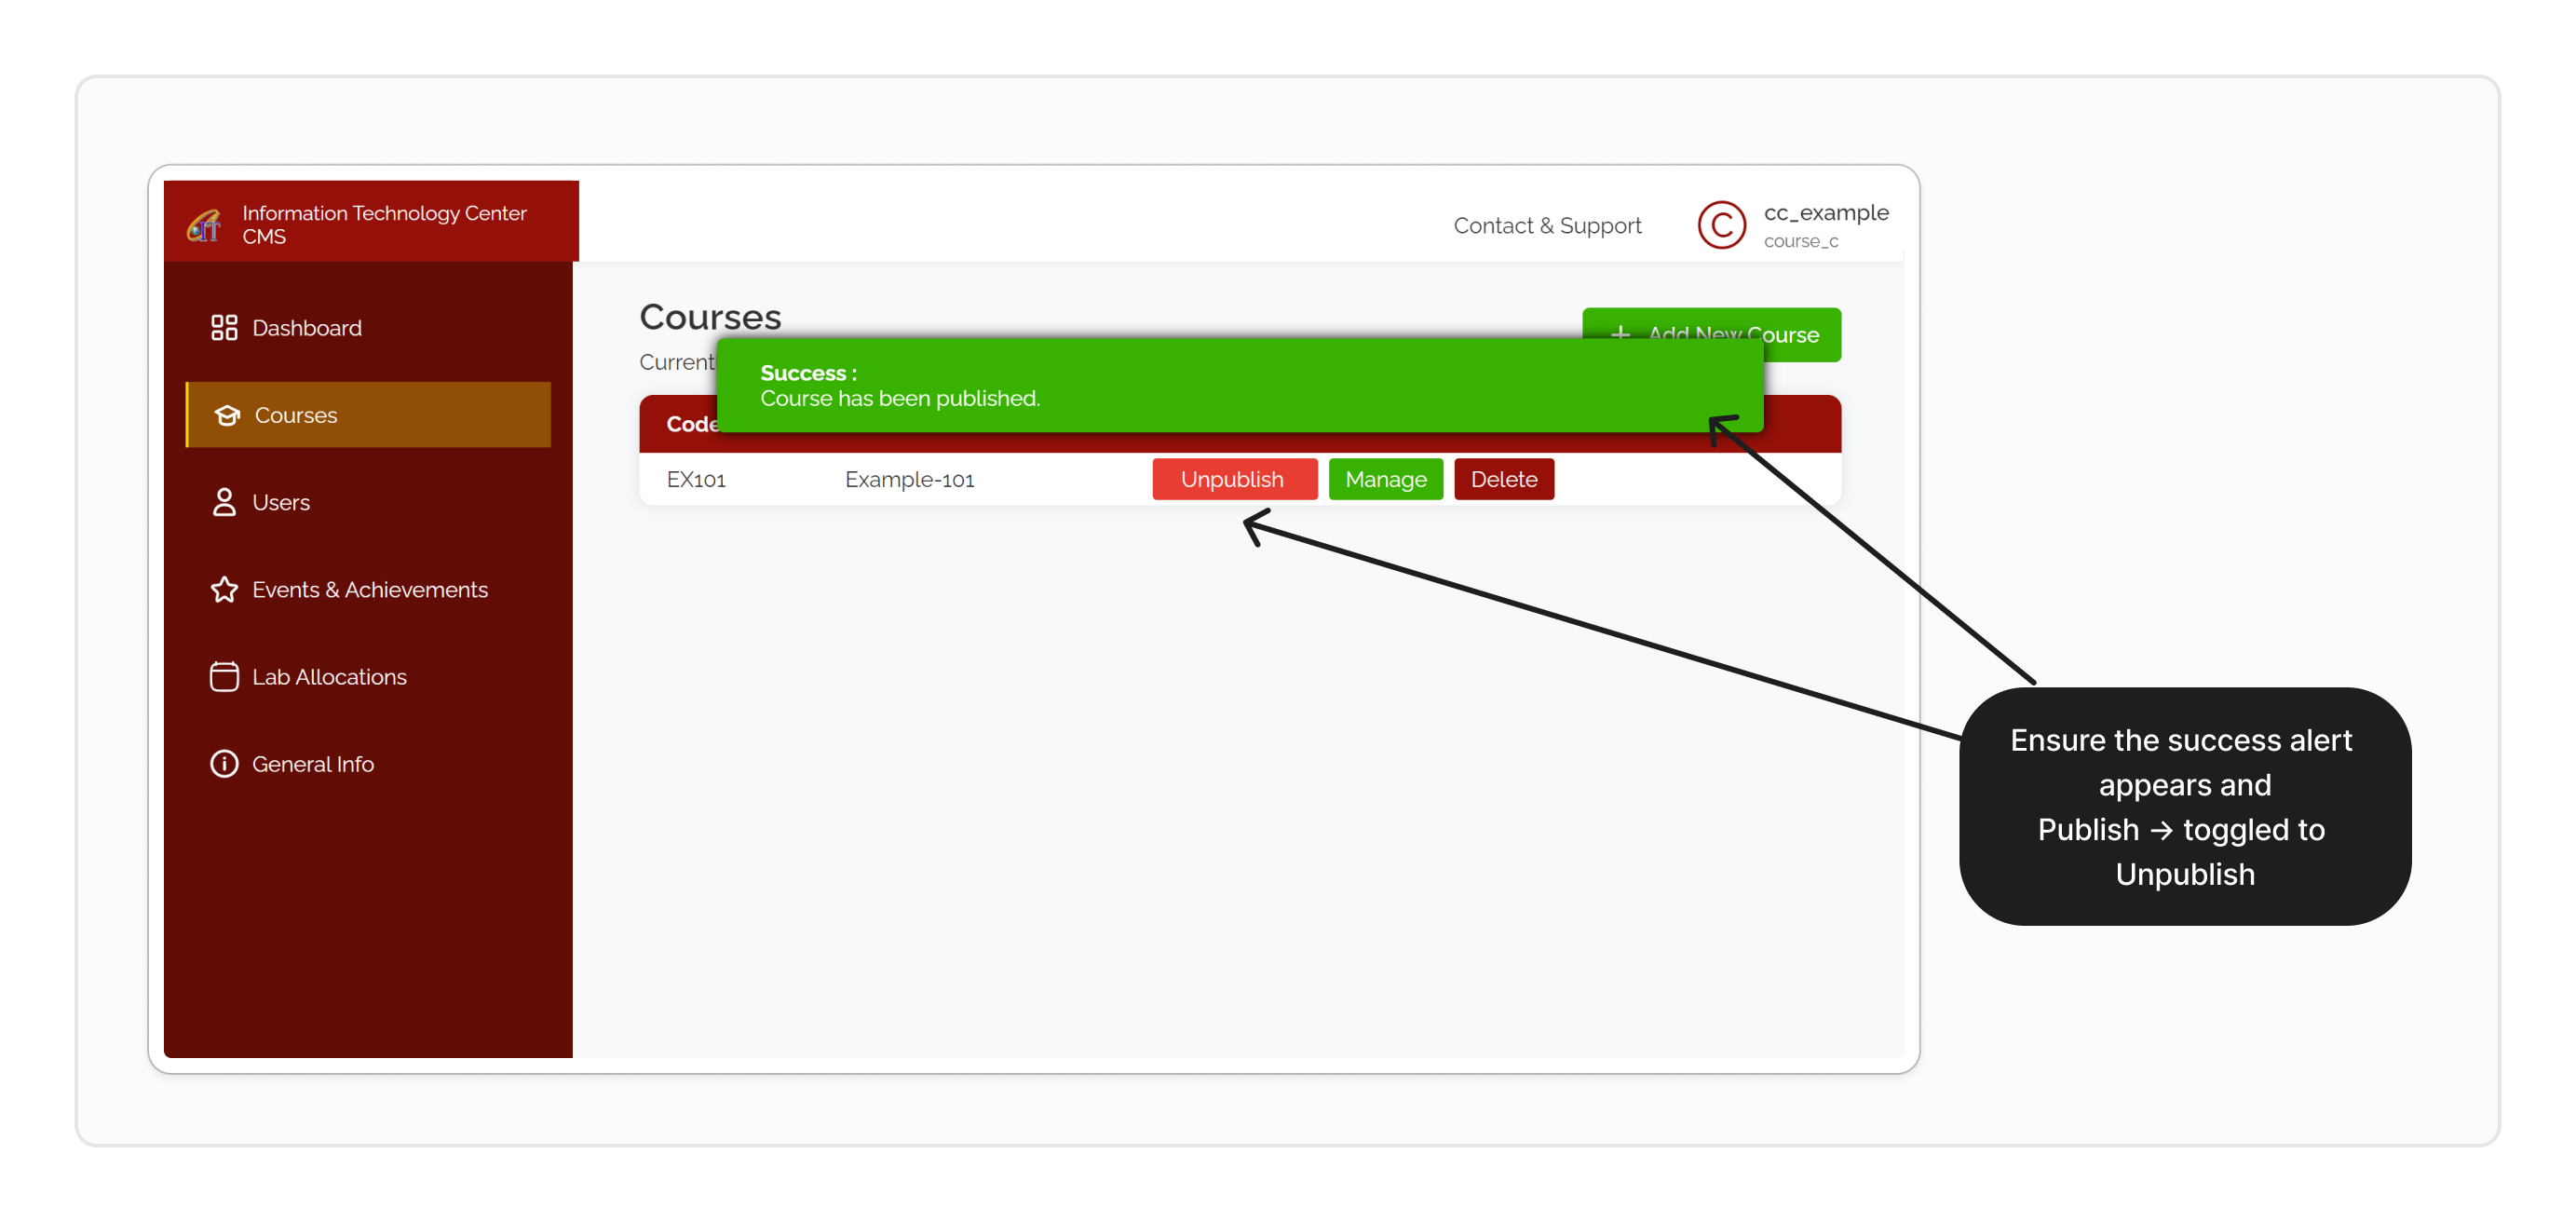 Information Technology Center
CMS
Contact & Support
C
cc_example
course_c
Dashboard
Courses
Users
Events & Achievements
Lab Allocations
General Info
Courses
Add New Course
Currentl
Success :
Course has been published.
Code
EX101 Example-101 Unpublish Manage Delete
Ensure the success alert
appears and
Publish → toggled to
Unpublish